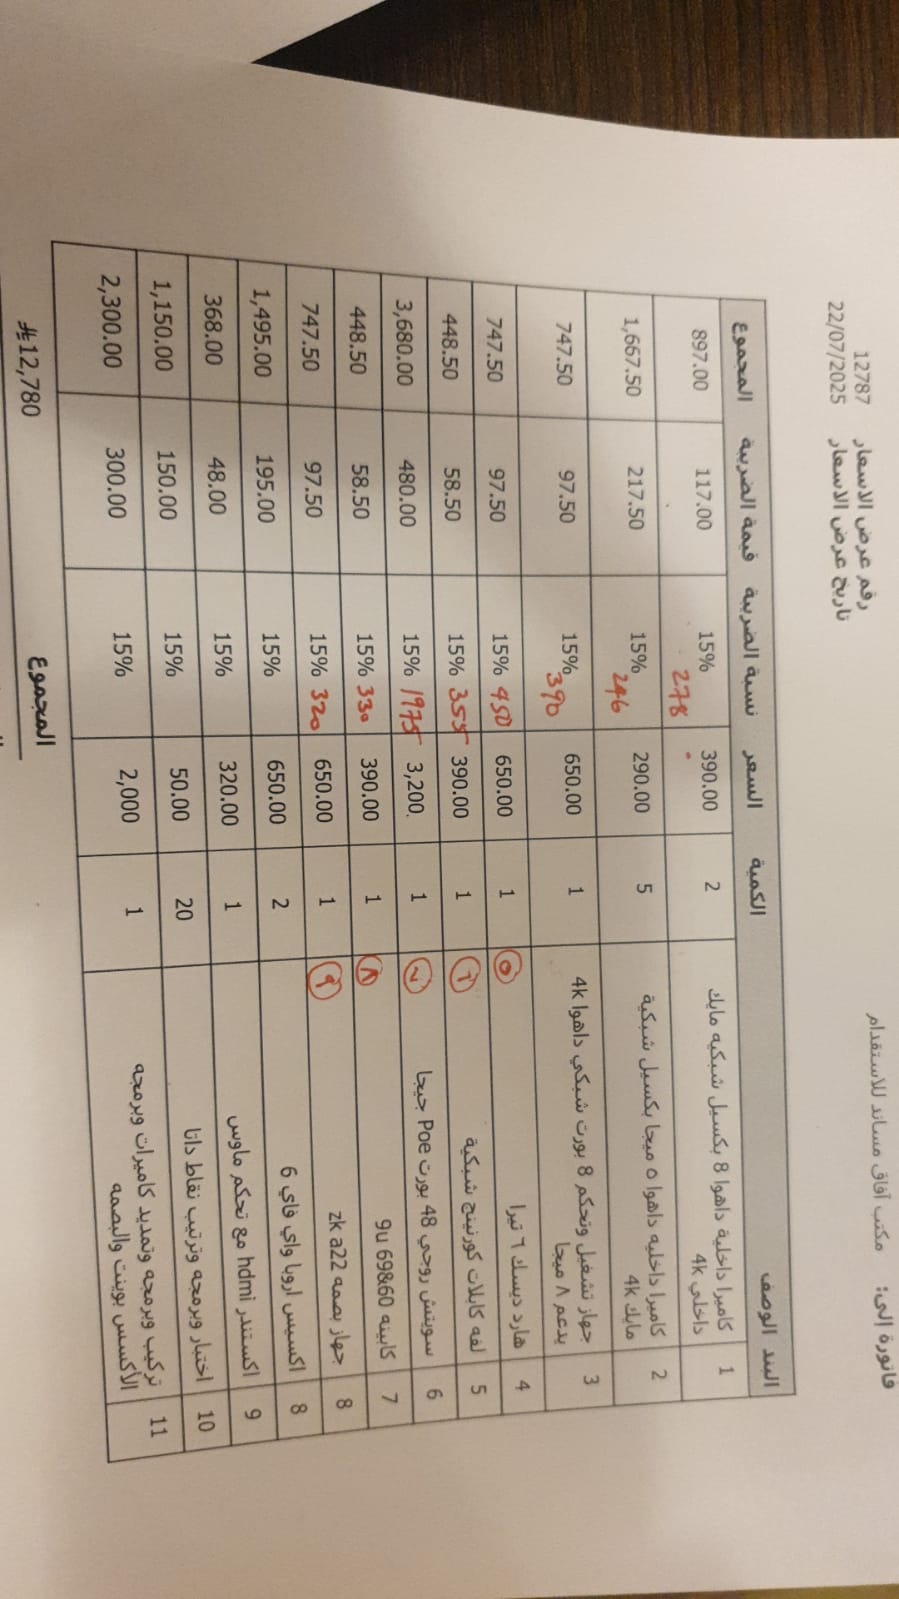 رقم عرض الاسعار 12787
تاريخ عرض الاسعار 22/07/2025
فاتورة إلى: مكتب آفاق مساند للاستقدام
البند الوصف الكمية السعر نسبة الضريبة قيمة الضريبة المجموع
1 كاميرا داخلية داهوا 8 بكسيل شبكيه مايك داخلي 4k 2 390.00 15% 278 117.00 897.00
2 كاميرا داخليه داهوا ٥ ميجا بكسيل شبكية مايك 4k 5 290.00 15% 246 217.50 1,667.50
3 جهاز تشغيل وتحكم 8 بورت شبكي داهوا 4k يدعم ٨ ميجا 1 650.00 15% 390 97.50 747.50
4 هارد ديسك ٦ تيرا ٥ 1 650.00 15% 450 97.50 747.50
5 لفه كابلات كورنينج شبكية ٦ 1 390.00 15% 355 58.50 448.50
6 سويتش روجي 48 بورت Poe جيجا ٧ 1 3,200. 15% 1975 480.00 3,680.00
7 كابينه 60&69 9u ٨ 1 390.00 15% 330 58.50 448.50
8 جهاز بصمه zk a22 ٩ 1 650.00 15% 320 97.50 747.50
8 اكسيس اروبا واي فاي 6 2 650.00 15% 195.00 1,495.00
9 اكستندر hdmi مع تحكم ماوس 1 320.00 15% 48.00 368.00
10 اختبار وبرمجه وترتيب نقاط داتا 20 50.00 15% 150.00 1,150.00
11 تركيب وبرمجه وتمديد كاميرات وبرمجه الأكسس بوينت والبصمه 1 2,000 15% 300.00 2,300.00
المجموع 12,780